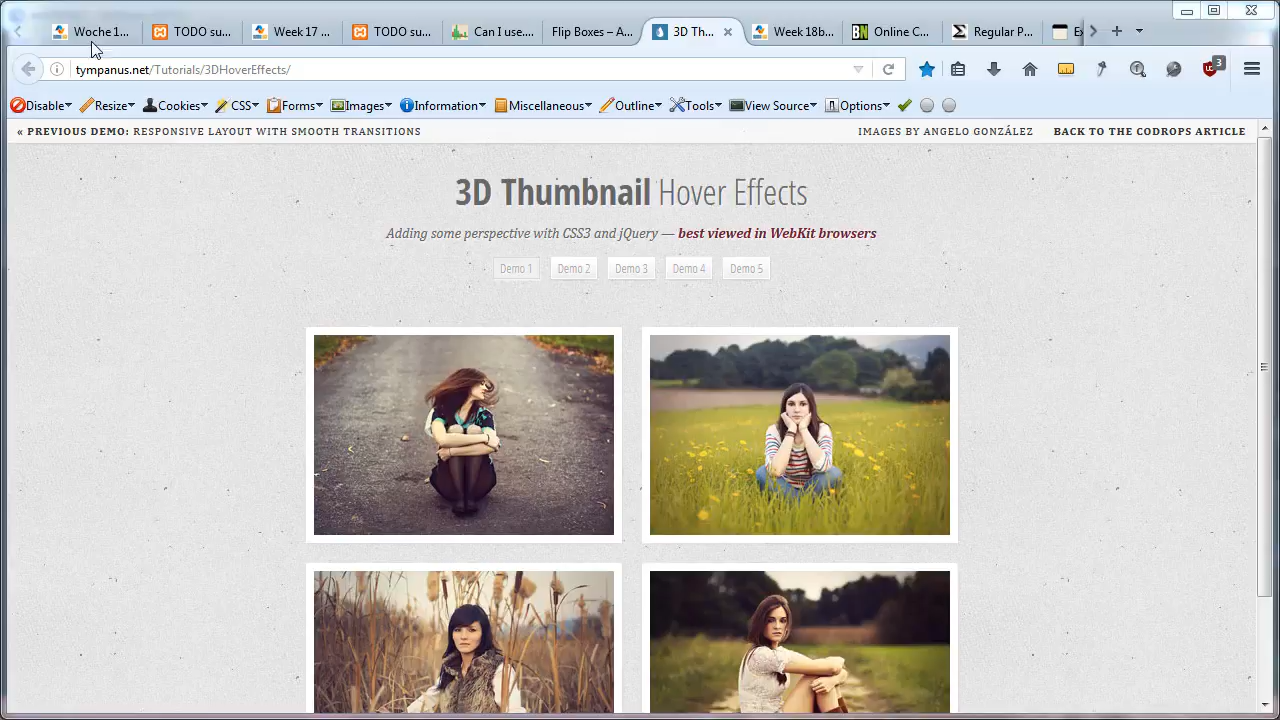 Woche 1...
TODO su...
Week 17 ...
TODO su...
Can I use....
Flip Boxes – A...
3D Th...
Week 18b...
BN Online C...
Regular P...
Ex
tympanus.net/Tutorials/3DHoverEffects/
3
Disable Resize Cookies CSS Forms Images Information Miscellaneous Outline Tools View Source Options
« PREVIOUS DEMO: RESPONSIVE LAYOUT WITH SMOOTH TRANSITIONS
IMAGES BY ANGELO GONZÁLEZ
BACK TO THE CODROPS ARTICLE
3D Thumbnail Hover Effects
Adding some perspective with CSS3 and jQuery — best viewed in WebKit browsers
Demo 1 Demo 2 Demo 3 Demo 4 Demo 5